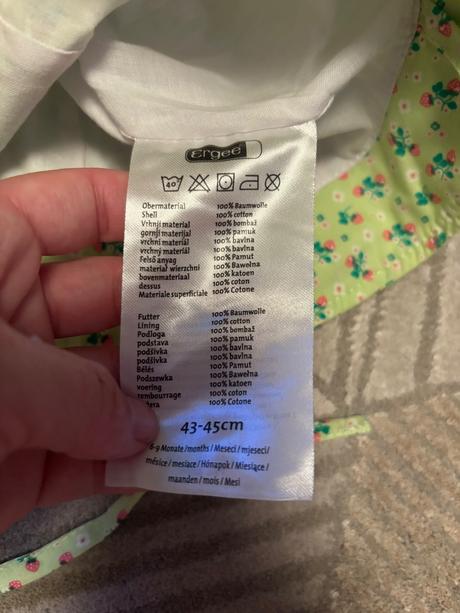 Ergee
40
Obermaterial 100% Baumwolle
Shell 100% cotton
Vrhnji material 100% bombaž
gornji materijal 100% pamuk
vrchní materiál 100% bavlna
vrchný materiál 100% bavlna
Felső anyag 100% Pamut
materiał wierzchni 100% Bawełna
bovenmateriaal 100% katoen
dessus 100% coton
Materiale superficiale 100% Cotone
Futter 100% Baumwolle
Lining 100% cotton
Podloga 100% bombaž
postava 100% pamuk
podšívka 100% bavlna
podšívka 100% bavlna
Bélés 100% Pamut
Podszewka 100% Bawełna
voering 100% katoen
rembourrage 100% coton
100% Cotone
43-45cm
6-9 Monate/months/Meseci/mjeseci/
měsíce/mesiace/Hónapok/Miesiące/
maanden/mois/Mesi